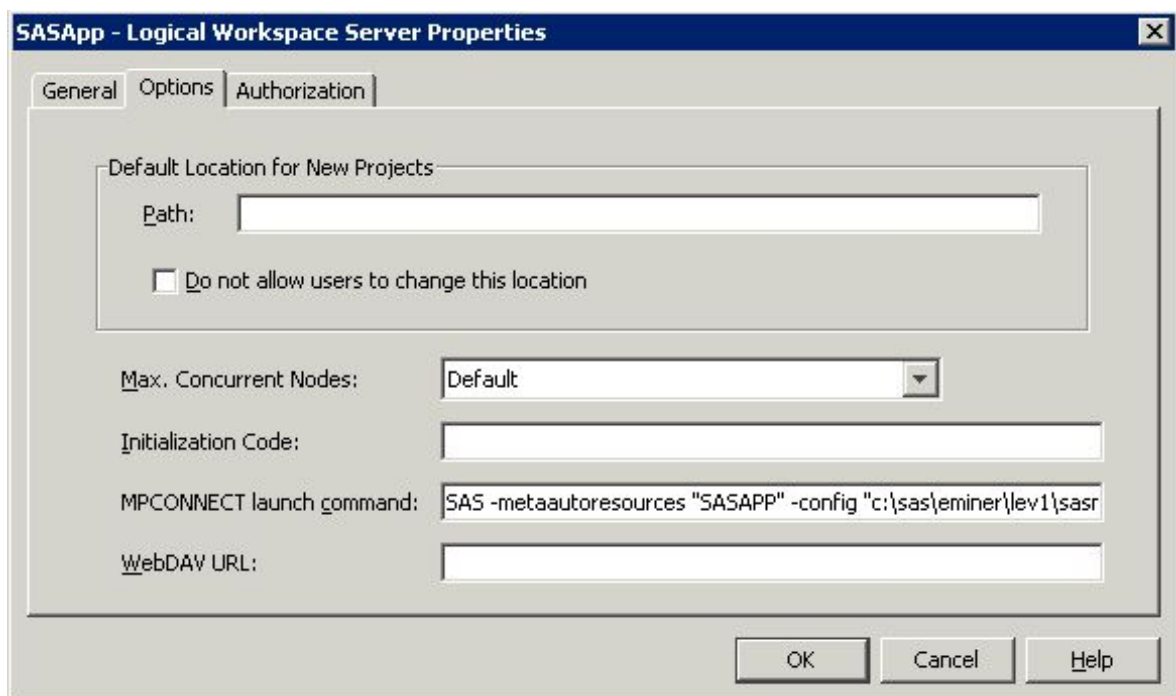 SASApp - Logical Workspace Server Properties
General Options Authorization
Default Location for New Projects
Path:
Do not allow users to change this location
Max. Concurrent Nodes: Default
Initialization Code:
MPCONNECT launch command: SAS -metaautoresources "SASAPP" -config "c:\sas\eminer\lev1\sasr
WebDAV URL:
OK Cancel Help